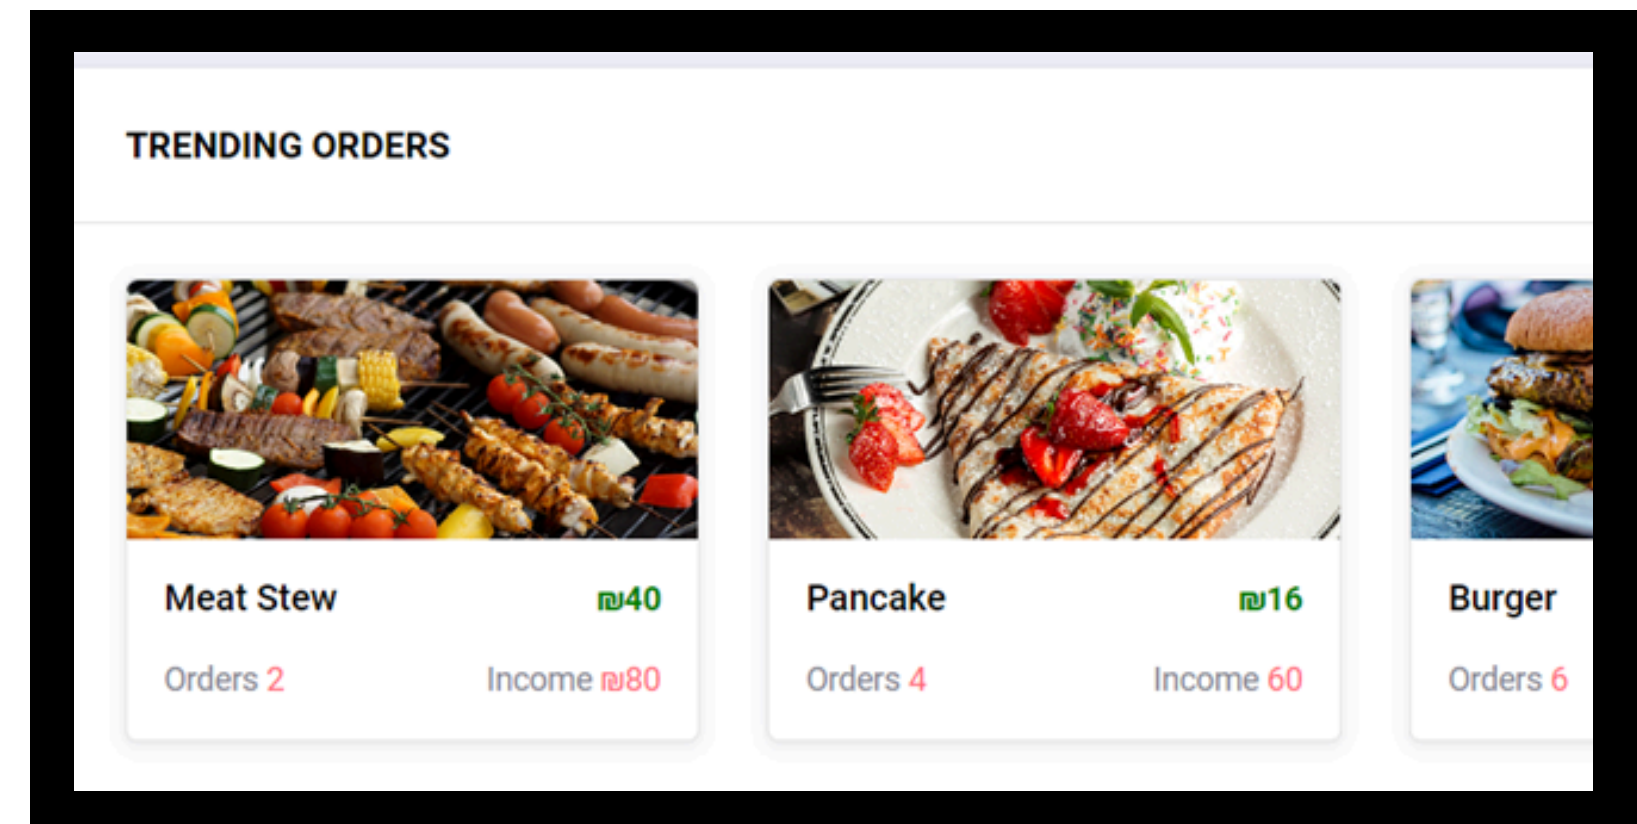 TRENDING ORDERS
Meat Stew ₪40
Orders 2 Income ₪80
Pancake ₪16
Orders 4 Income 60
Burger
Orders 6